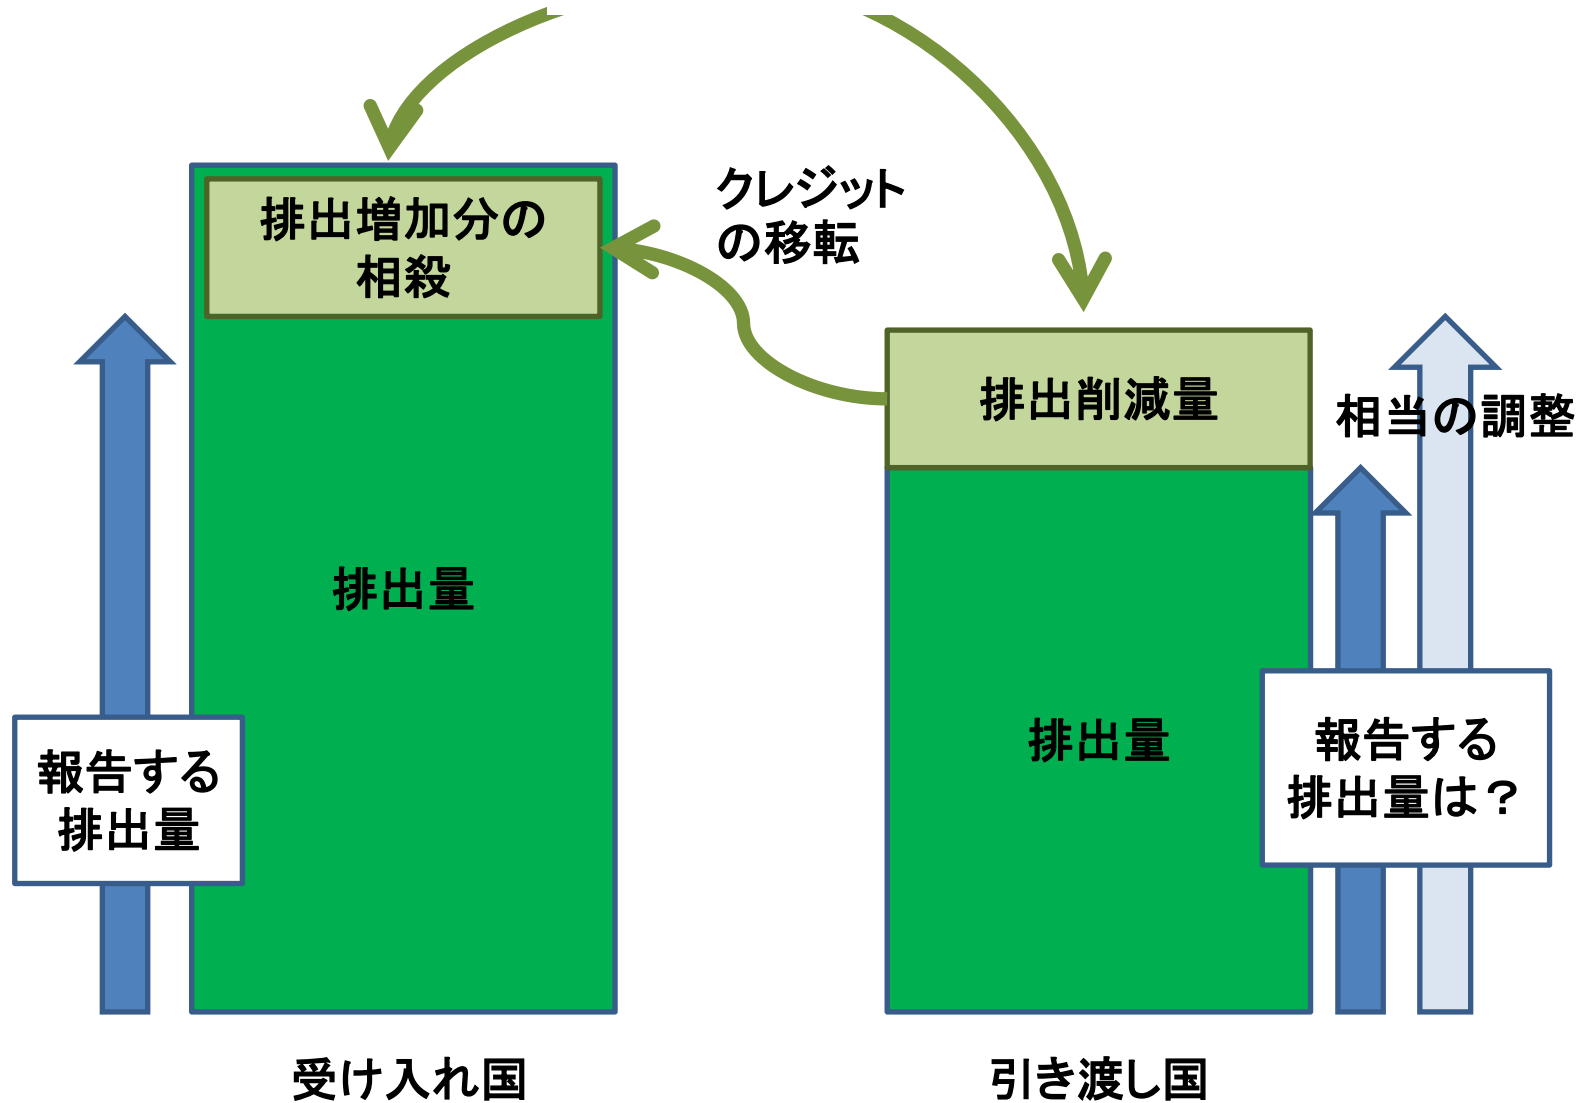 排出増加分の
相殺
クレジット
の移転
排出削減量
相当の調整
排出量
排出量
報告する
排出量
報告する
排出量は？
受け入れ国
引き渡し国